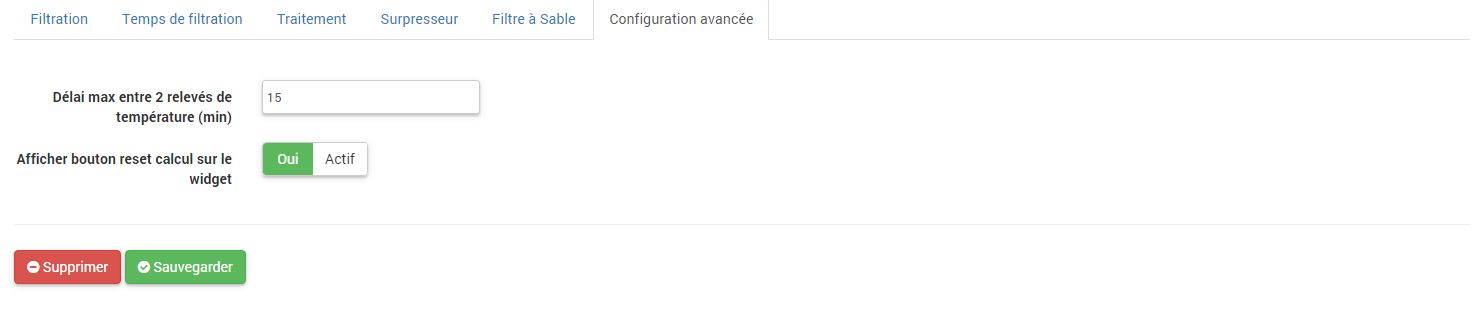 Filtration Temps de filtration Traitement Surpresseur Filtre à Sable Configuration avancée
Délai max entre 2 relevés de
température (min)
15
Afficher bouton reset calcul sur le
widget
Oui Actif
Supprimer Sauvegarder